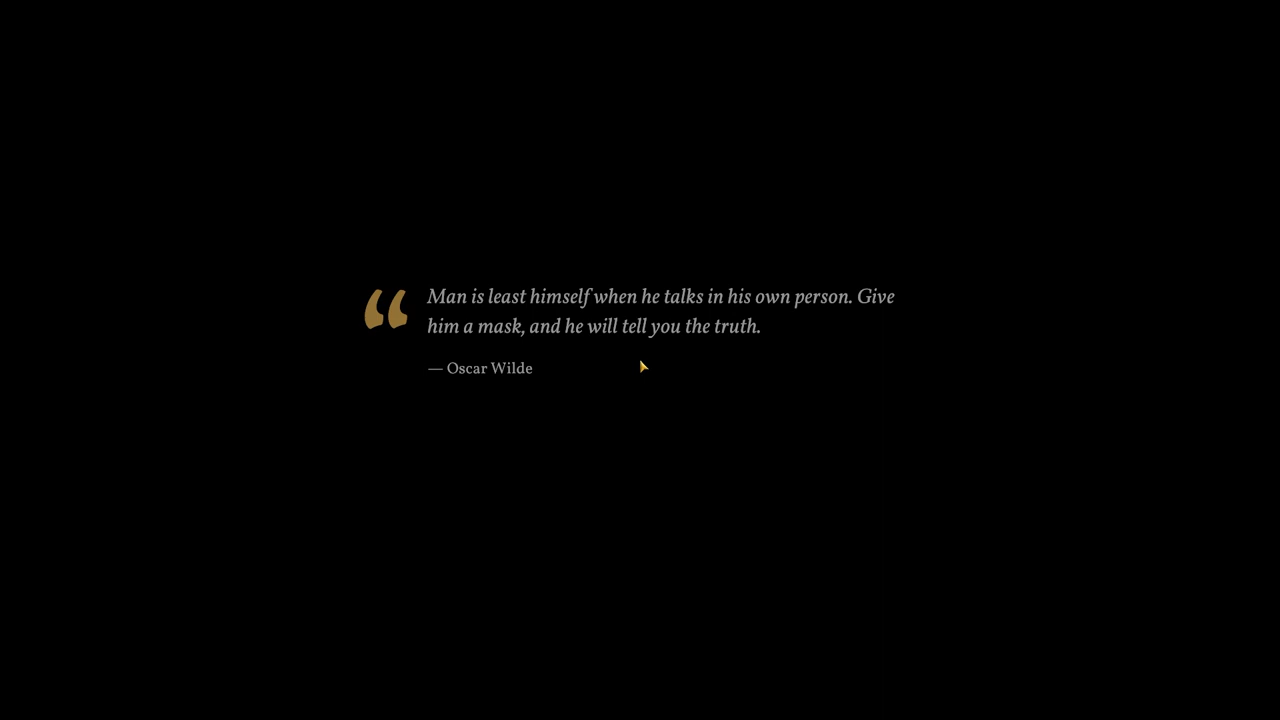 “ Man is least himself when he talks in his own person. Give
him a mask, and he will tell you the truth.
— Oscar Wilde